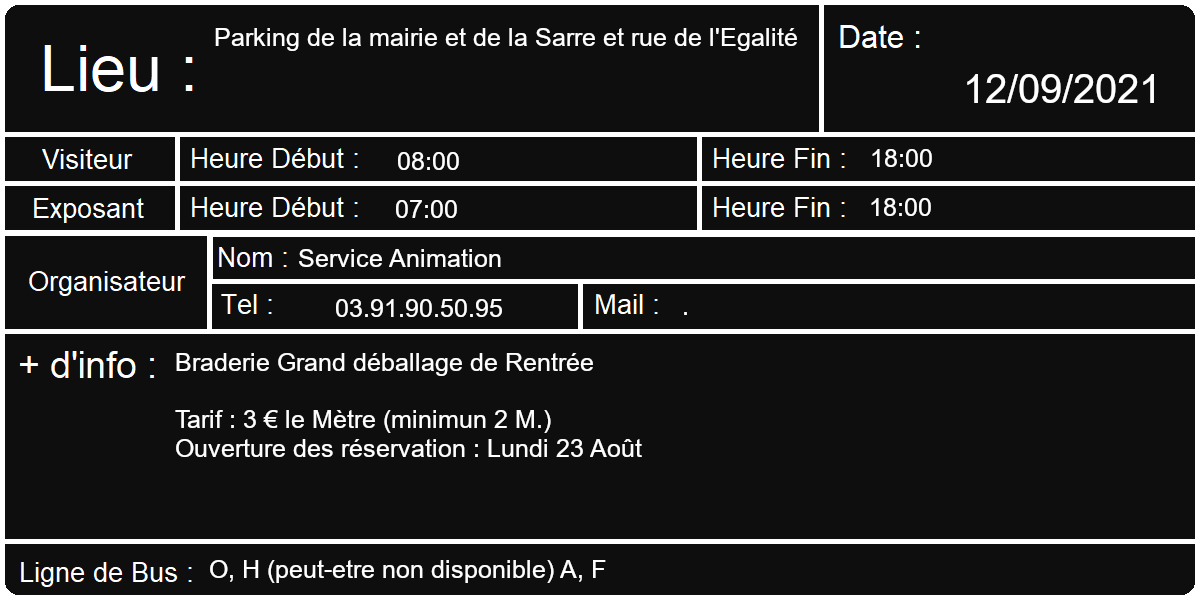 Lieu : Parking de la mairie et de la Sarre et rue de l'Egalité
Date :
12/09/2021
Visiteur Heure Début : 08:00 Heure Fin : 18:00
Exposant Heure Début : 07:00 Heure Fin : 18:00
Organisateur
Nom : Service Animation
Tel : 03.91.90.50.95 Mail : .
+ d'info : Braderie Grand déballage de Rentrée
Tarif : 3 € le Mètre (minimun 2 M.)
Ouverture des réservation : Lundi 23 Août
Ligne de Bus : O, H (peut-etre non disponible) A, F